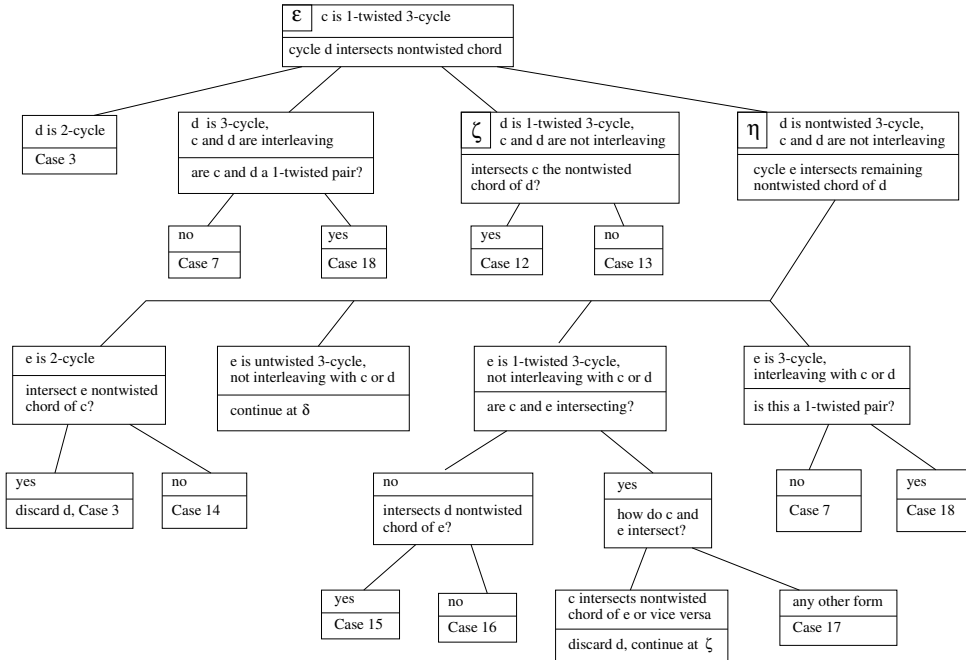 ε c is 1-twisted 3-cycle
cycle d intersects nontwisted chord
d is 2-cycle
Case 3
d is 3-cycle,
c and d are interleaving
are c and d a 1-twisted pair?
no
Case 7
yes
Case 18
ζ d is 1-twisted 3-cycle,
c and d are not interleaving
intersects c the nontwisted
chord of d?
yes
Case 12
no
Case 13
η d is nontwisted 3-cycle,
c and d are not interleaving
cycle e intersects remaining
nontwisted chord of d
e is 2-cycle
intersect e nontwisted
chord of c?
yes
discard d, Case 3
no
Case 14
e is untwisted 3-cycle,
not interleaving with c or d
continue at δ
e is 1-twisted 3-cycle,
not interleaving with c or d
are c and e intersecting?
no
intersects d nontwisted
chord of e?
yes
Case 15
no
Case 16
yes
how do c and
e intersect?
c intersects nontwisted
chord of e or vice versa
discard d, continue at ζ
any other form
Case 17
e is 3-cycle,
interleaving with c or d
is this a 1-twisted pair?
no
Case 7
yes
Case 18